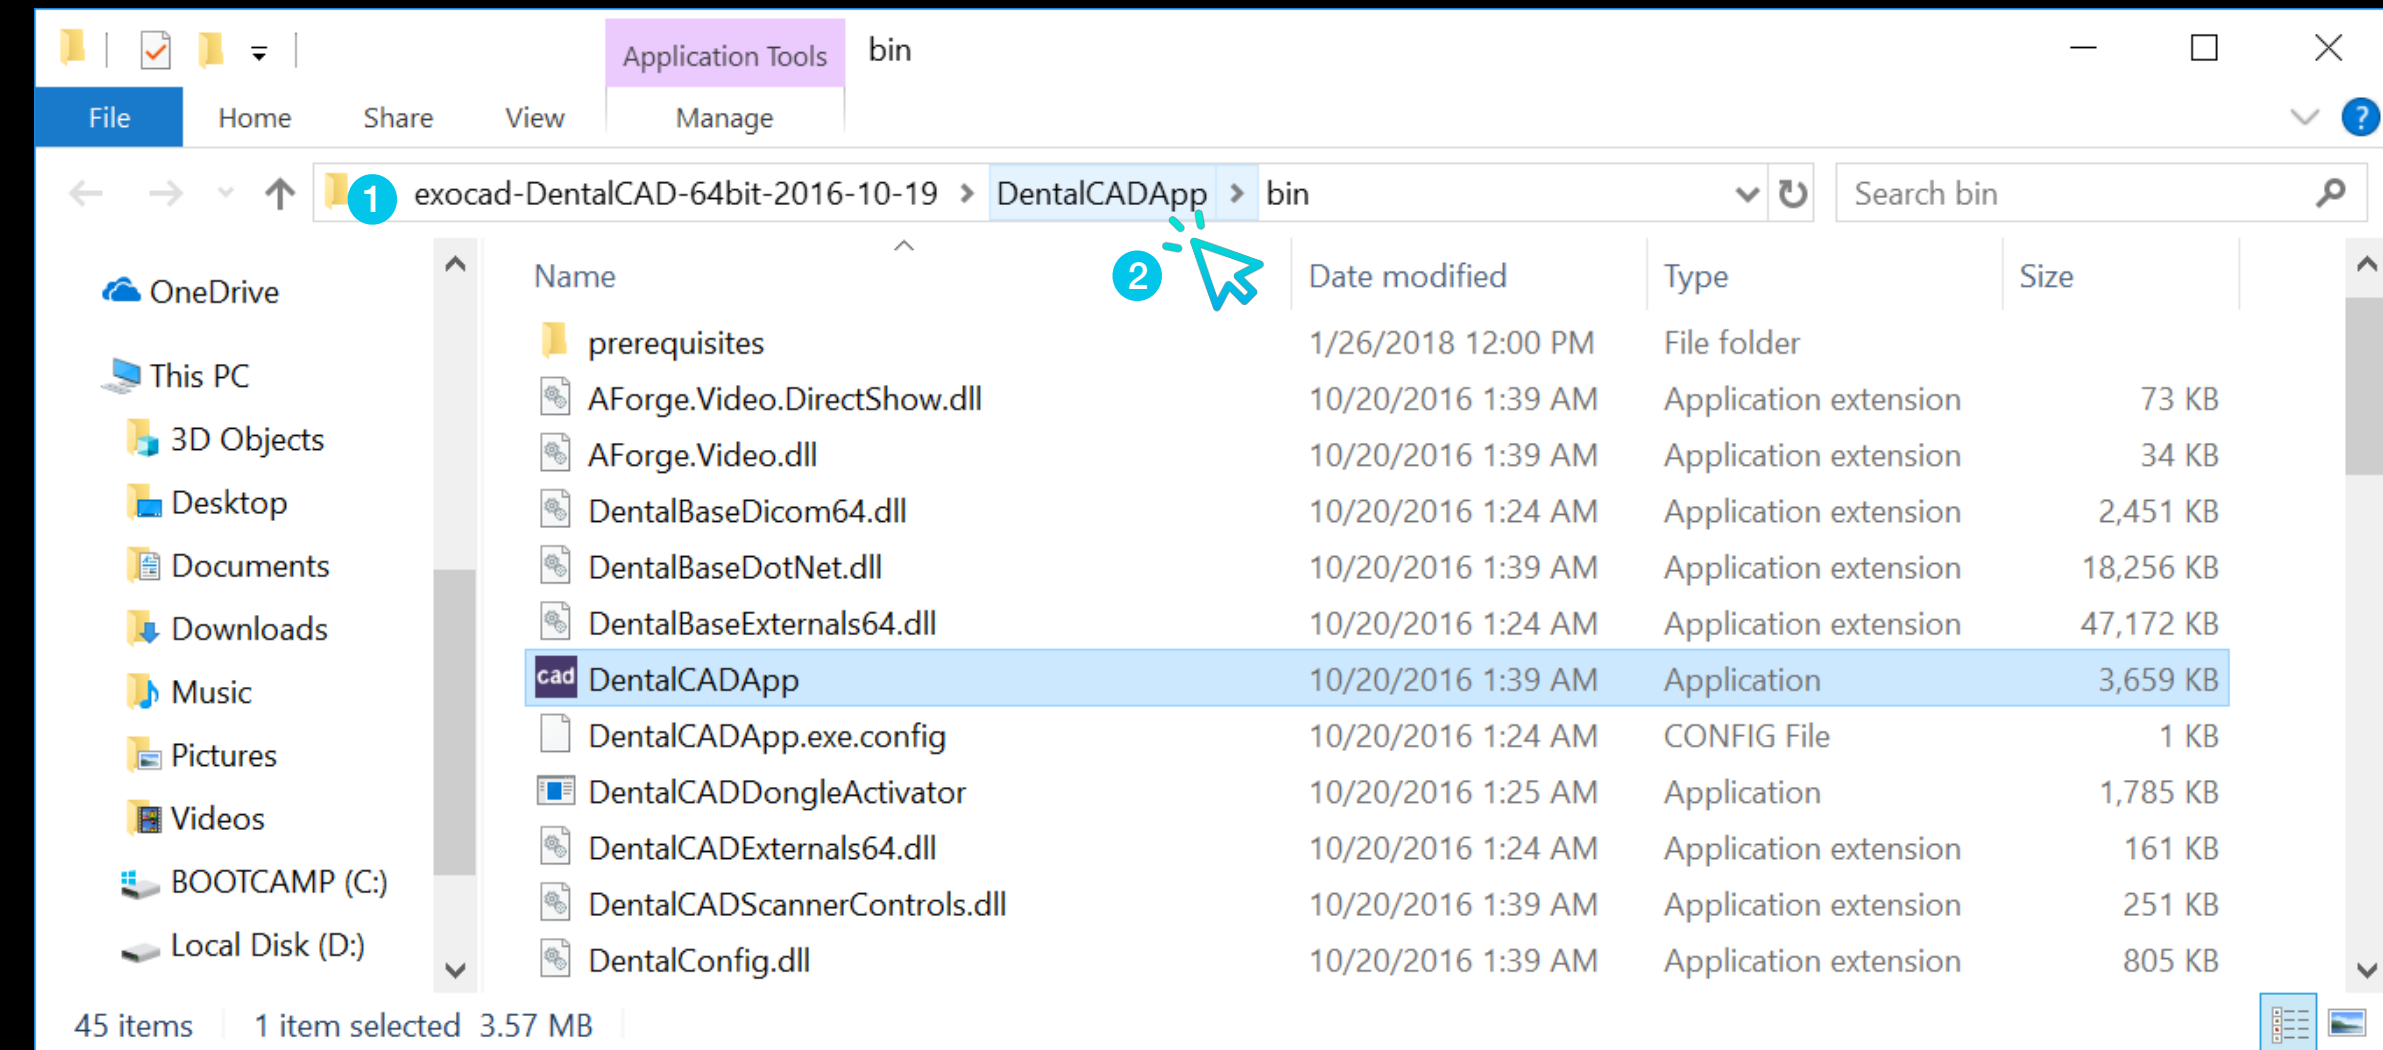 Application Tools bin
File Home Share View Manage ?
1 exocad-DentalCAD-64bit-2016-10-19 > DentalCADApp > bin Search bin
2
Name Date modified Type Size
OneDrive
This PC
3D Objects
Desktop
Documents
Downloads
Music
Pictures
Videos
BOOTCAMP (C:)
Local Disk (D:)
prerequisites 1/26/2018 12:00 PM File folder
AForge.Video.DirectShow.dll 10/20/2016 1:39 AM Application extension 73 KB
AForge.Video.dll 10/20/2016 1:39 AM Application extension 34 KB
DentalBaseDicom64.dll 10/20/2016 1:24 AM Application extension 2,451 KB
DentalBaseDotNet.dll 10/20/2016 1:39 AM Application extension 18,256 KB
DentalBaseExternals64.dll 10/20/2016 1:24 AM Application extension 47,172 KB
cad DentalCADApp 10/20/2016 1:39 AM Application 3,659 KB
DentalCADApp.exe.config 10/20/2016 1:24 AM CONFIG File 1 KB
DentalCADDongleActivator 10/20/2016 1:25 AM Application 1,785 KB
DentalCADExternals64.dll 10/20/2016 1:24 AM Application extension 161 KB
DentalCADScannerControls.dll 10/20/2016 1:39 AM Application extension 251 KB
DentalConfig.dll 10/20/2016 1:39 AM Application extension 805 KB
45 items 1 item selected 3.57 MB